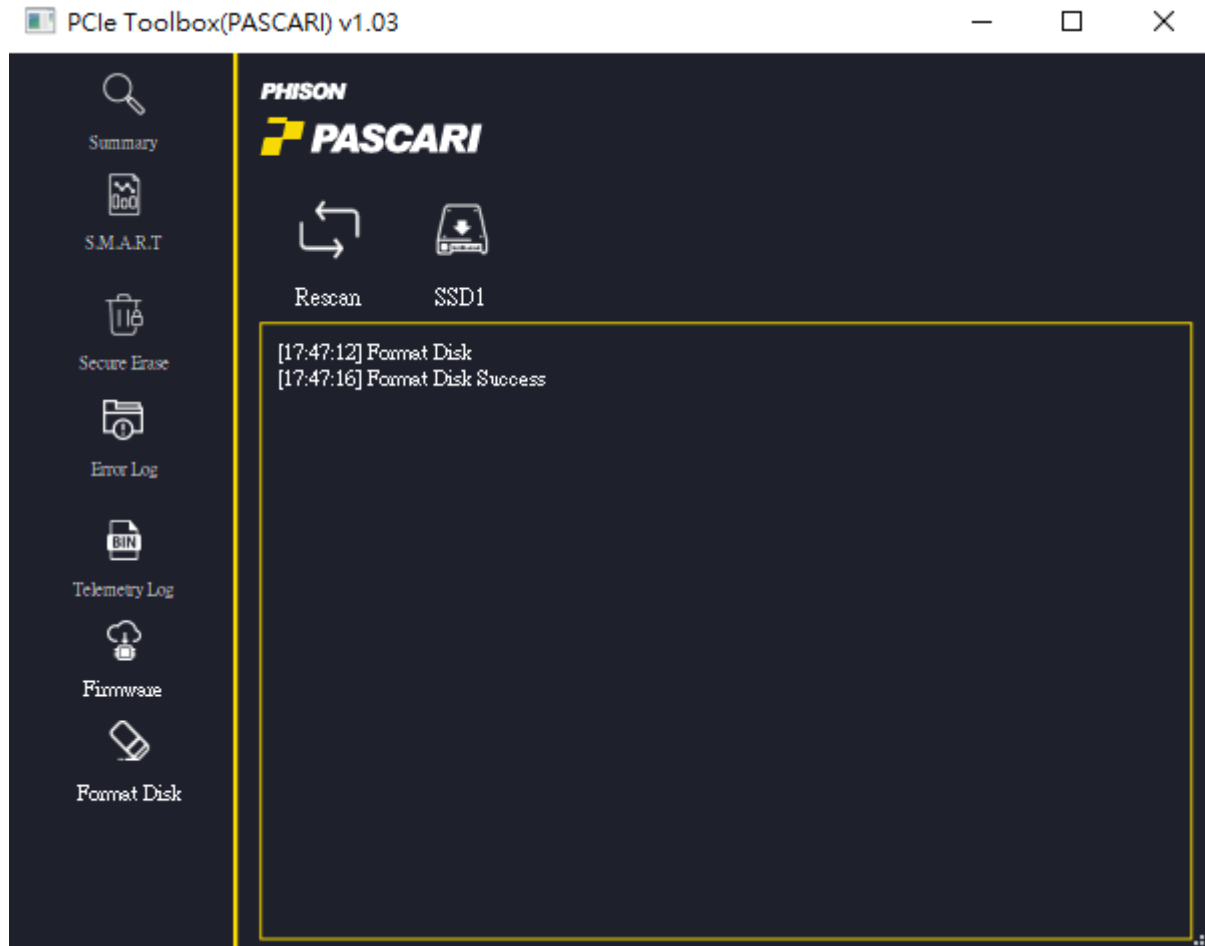 PCIe Toolbox(PASCARI) v1.03
Summary
S.M.A.R.T
Secure Erase
Error Log
BIN
Telemetry Log
Firmware
Format Disk
PHISON
PASCARI
Rescan
SSD1
[17:47:12] Format Disk
[17:47:16] Format Disk Success